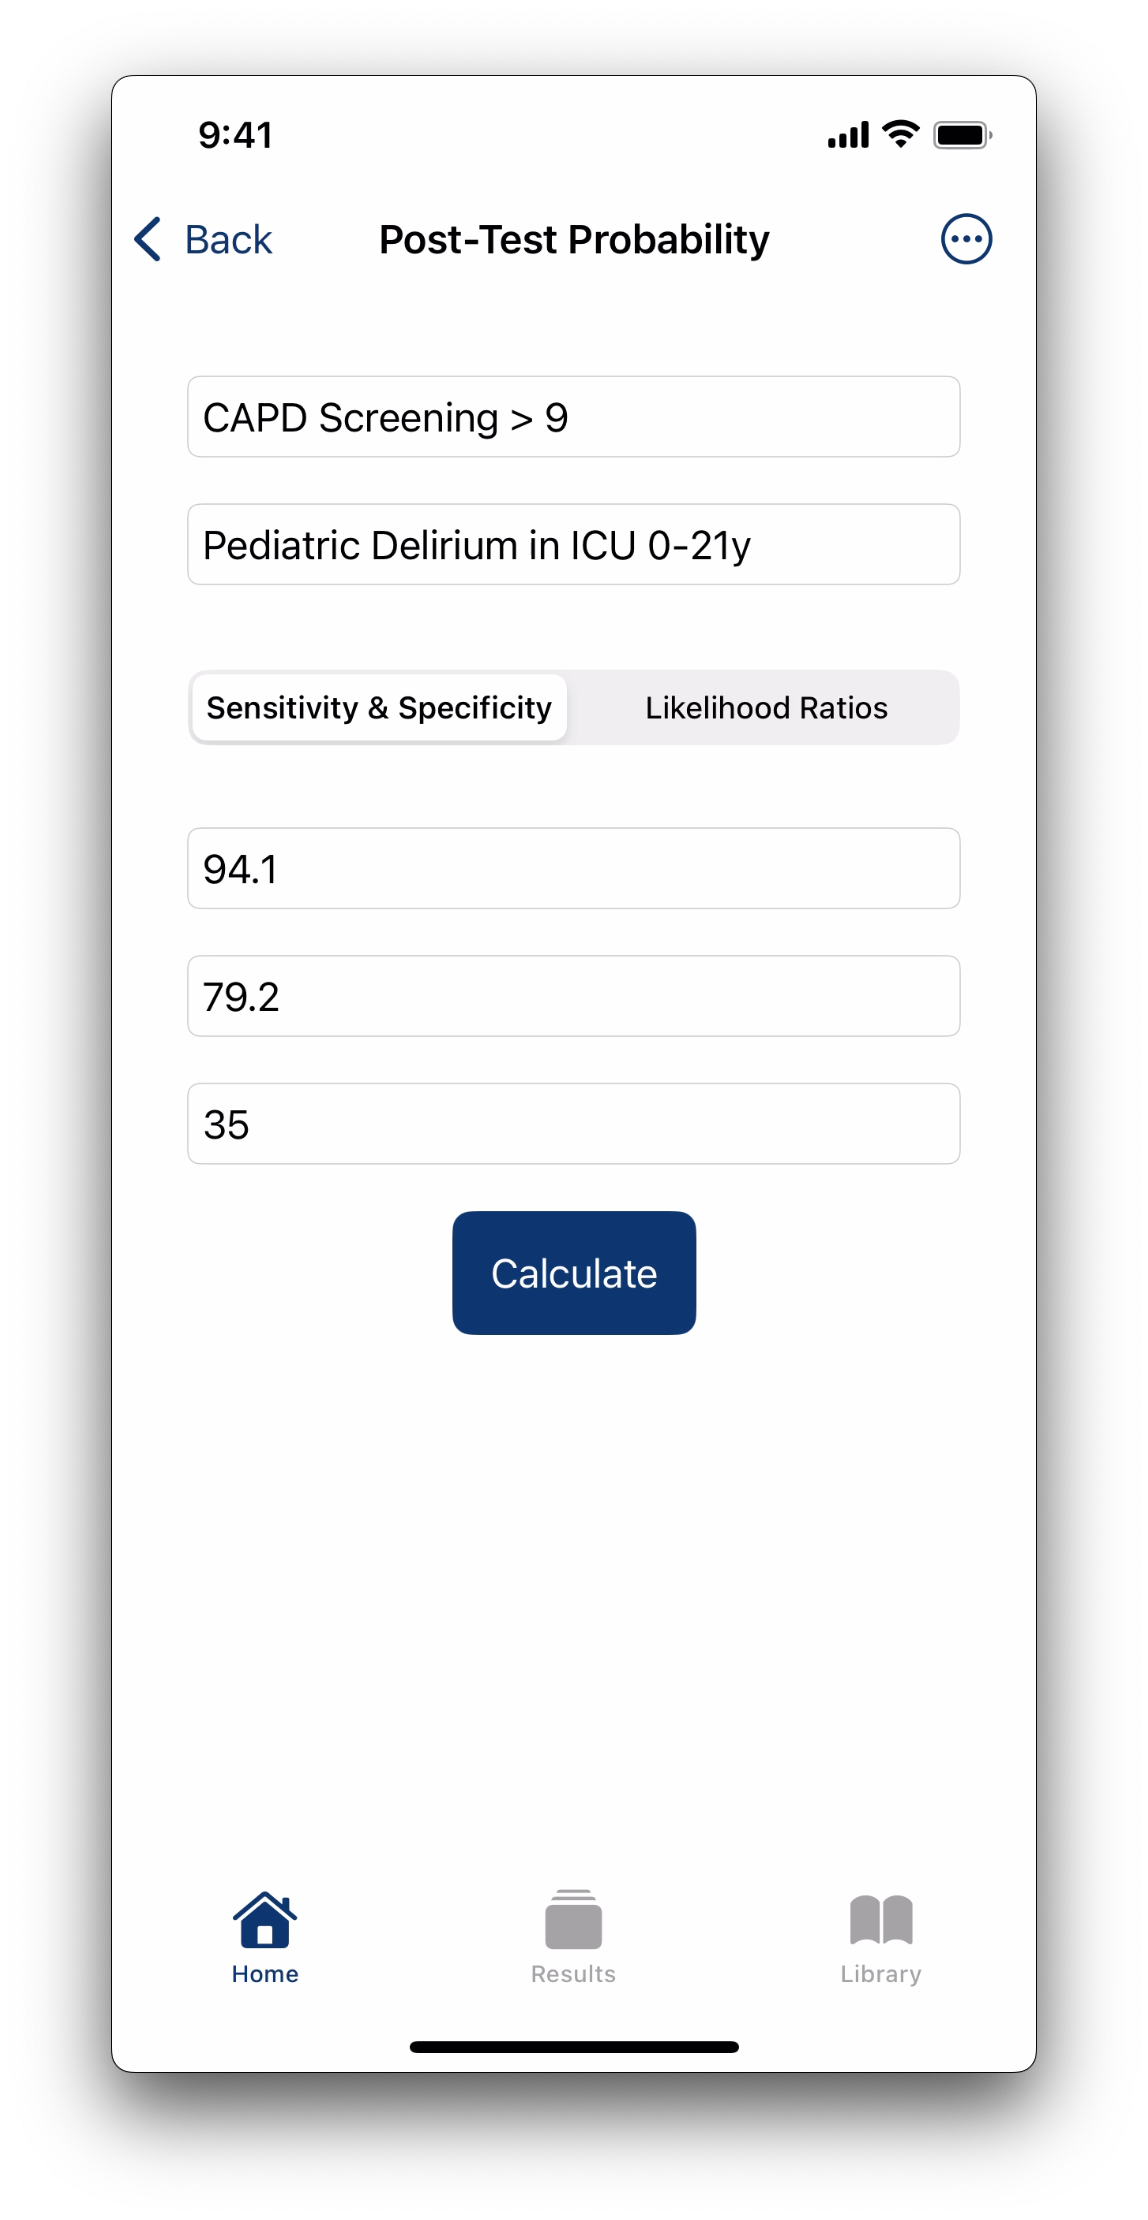 9:41
Back Post-Test Probability
CAPD Screening > 9
Pediatric Delirium in ICU 0-21y
Sensitivity & Specificity Likelihood Ratios
94.1
79.2
35
Calculate
Home Results Library